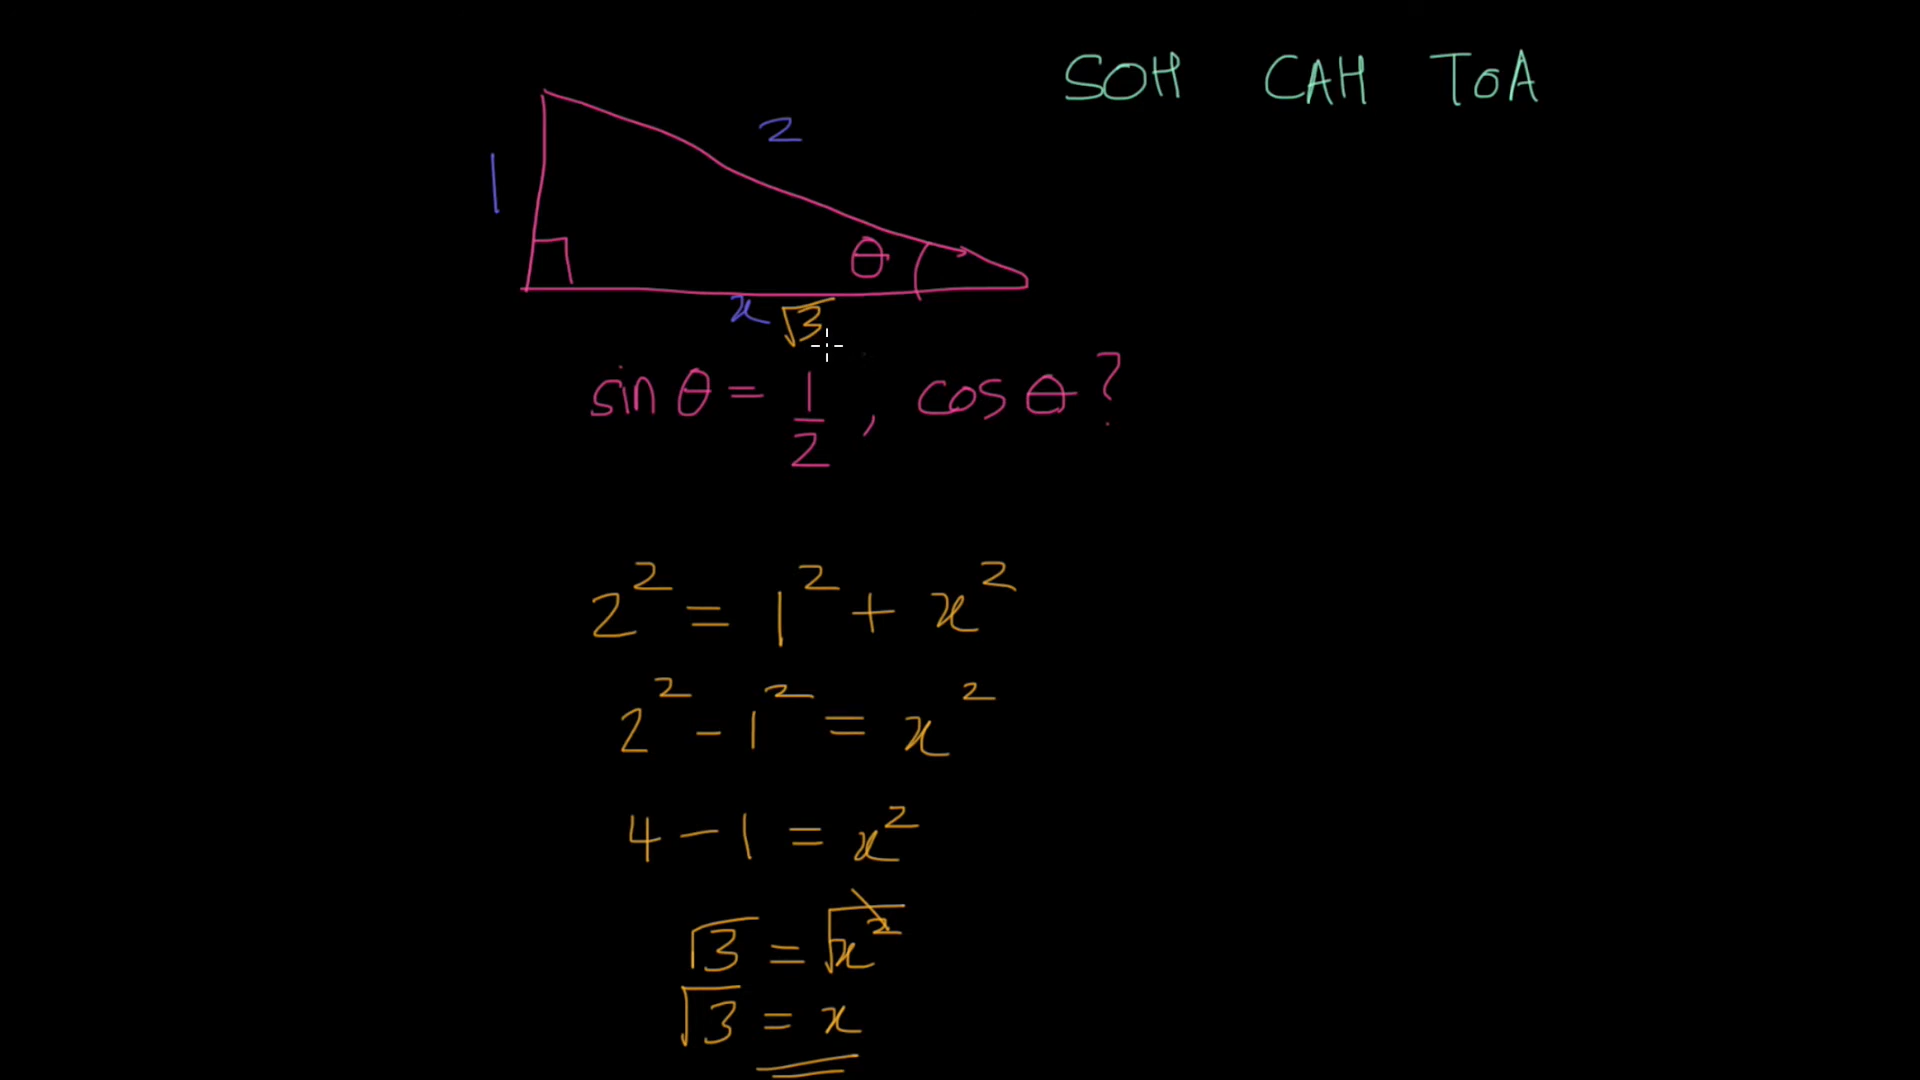 SOH CAH TOA
2
1
θ
x √3
sin θ = 1/2, cos θ?
2² = 1² + x²
2² - 1² = x²
4 - 1 = x²
√3 = √x²
√3 = x